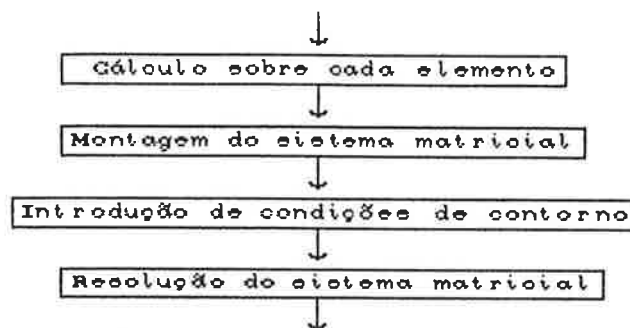 Cálculo sobre cada elemento
Montagem do sistema matricial
Introdução de condições de contorno
Resolução do sistema matricial